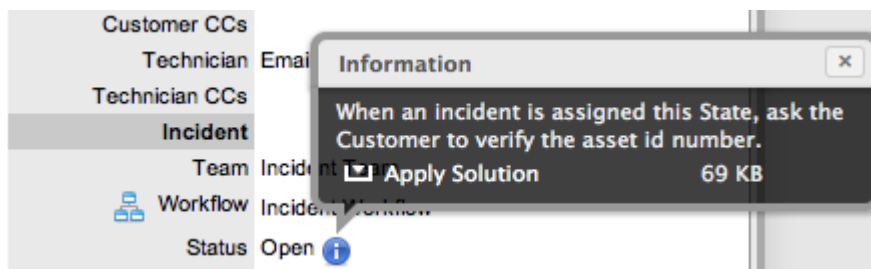 Customer CCs
Technician Emai
Information
Technician CCs
When an incident is assigned this State, ask the
Incident
Customer to verify the asset id number.
Team Incident Team
Apply Solution 69 KB
Workflow Incident Workflow
Status Open